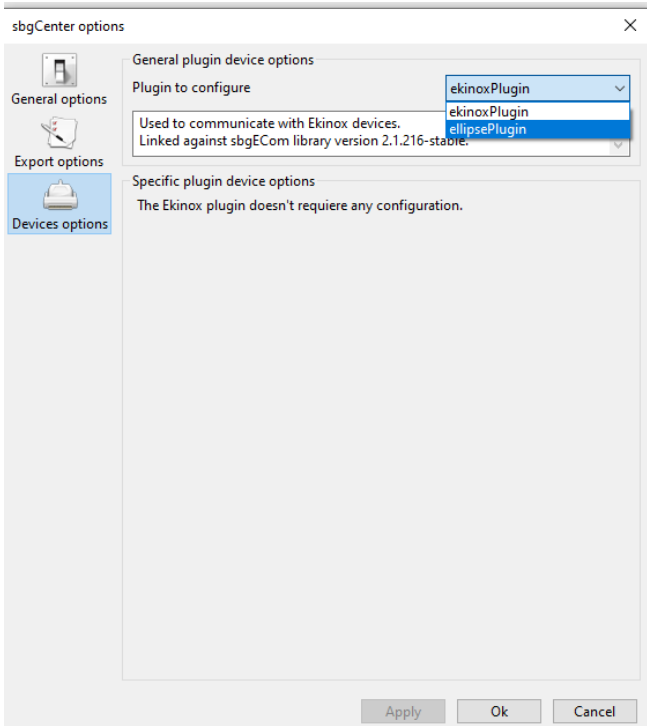 sbgCenter options
General options
Export options
Devices options
General plugin device options
Plugin to configure
ekinoxPlugin
ekinoxPlugin
ellipsePlugin
Used to communicate with Ekinox devices.
Linked against sbgECom library version 2.1.216-stable.
Specific plugin device options
The Ekinox plugin doesn't requiere any configuration.
Apply
Ok
Cancel